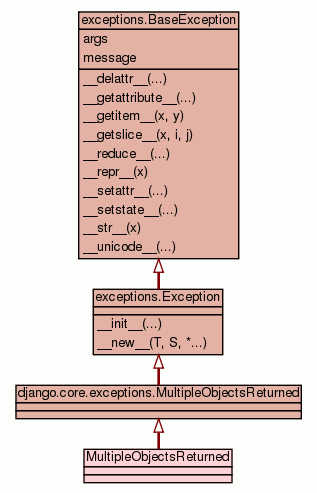 exceptions.BaseException
args
message
__delattr__(...)
__getattribute__(...)
__getitem__(x, y)
__getslice__(x, i, j)
__reduce__(...)
__repr__(x)
__setattr__(...)
__setstate__(...)
__str__(x)
__unicode__(...)
exceptions.Exception
__init__(...)
__new__(T, S, *...)
django.core.exceptions.MultipleObjectsReturned
MultipleObjectsReturned